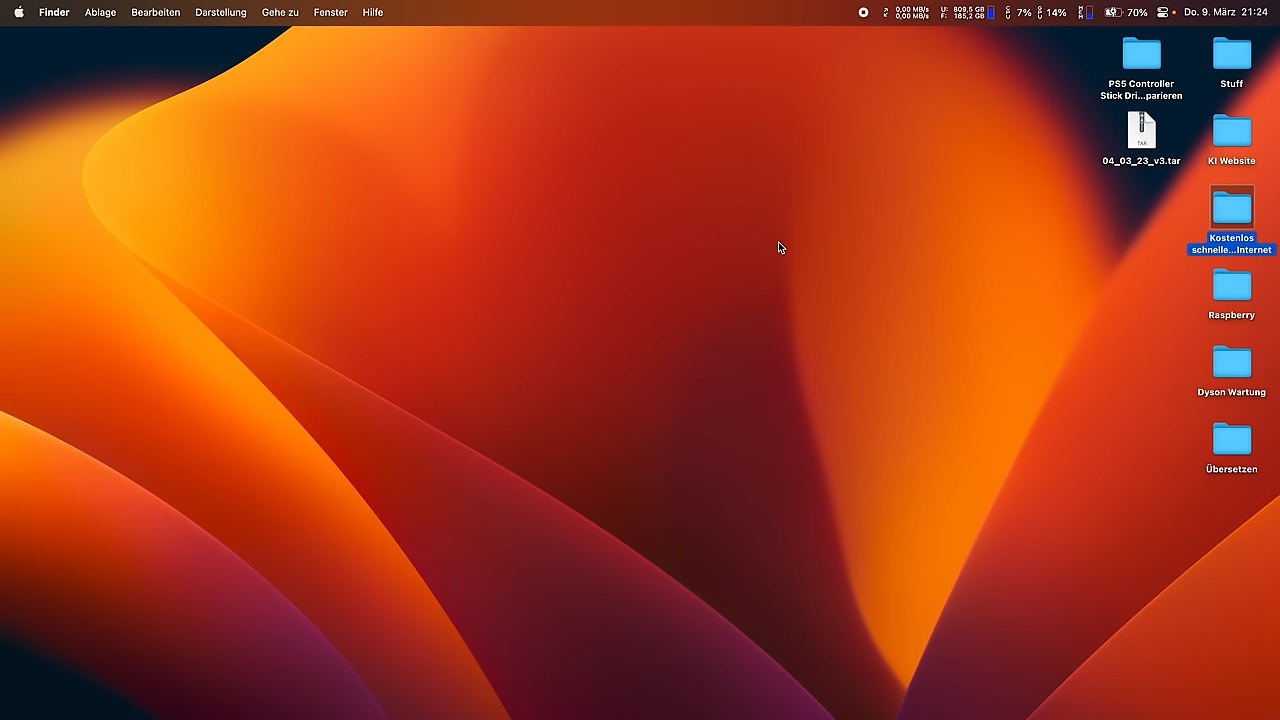 Finder Ablage Bearbeiten Darstellung Gehe zu Fenster Hilfe
0,00 MB/s
0,00 MB/s
U: 809,5 GB
F: 185,2 GB
7% 14% 70% Do. 9. März 21:24
PS5 Controller
Stick Dri...parieren
Stuff
TAR
04_03_23_v3.tar
KI Website
Kostenlos
schnelle...Internet
Raspberry
Dyson Wartung
Übersetzen